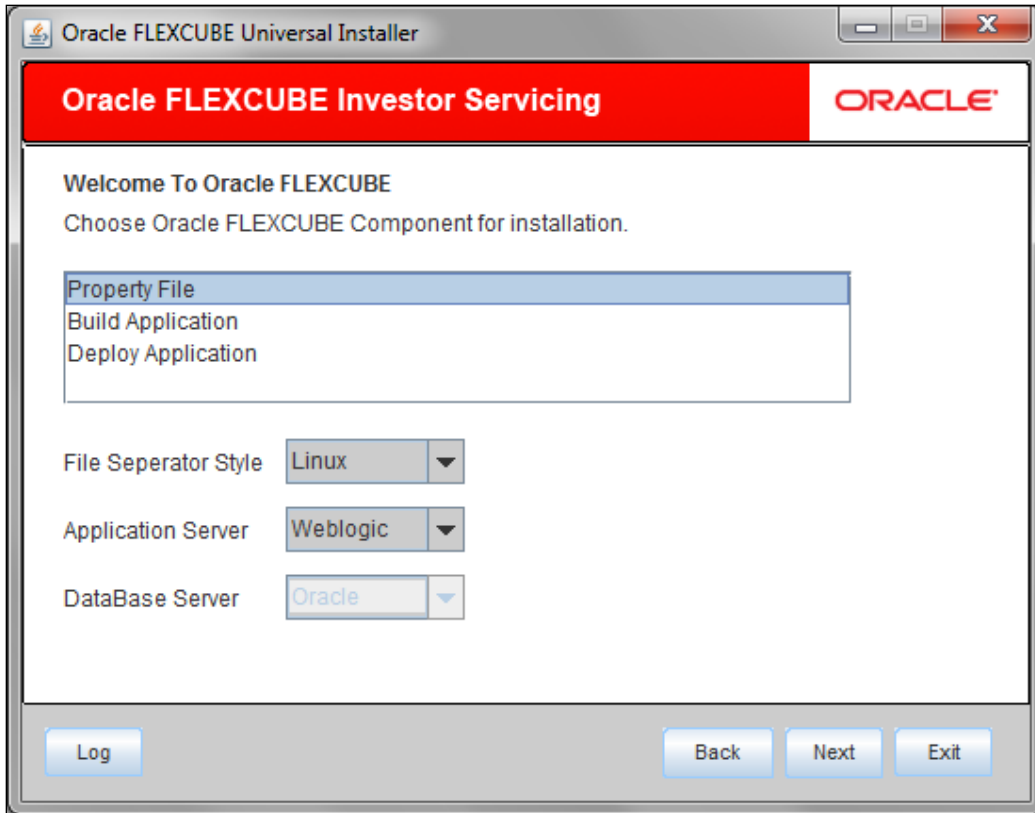 Oracle FLEXCUBE Universal Installer
Oracle FLEXCUBE Investor Servicing
ORACLE
Welcome To Oracle FLEXCUBE
Choose Oracle FLEXCUBE Component for installation.
Property File
Build Application
Deploy Application
File Seperator Style Linux
Application Server Weblogic
DataBase Server Oracle
Log Back Next Exit